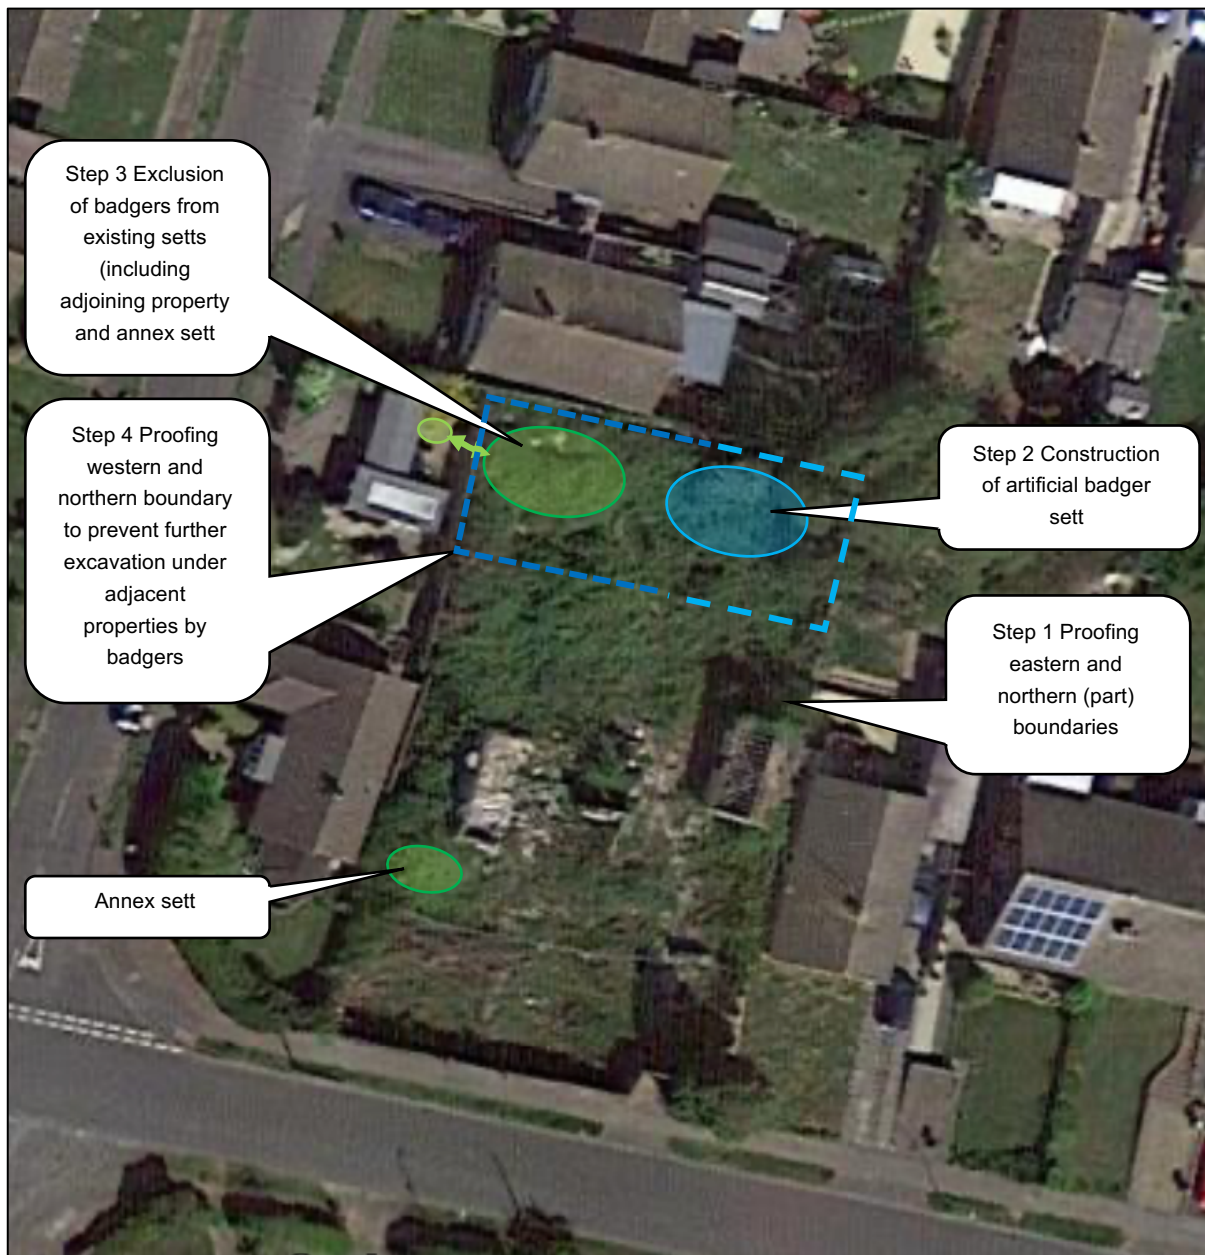 Step 3 Exclusion
of badgers from
existing setts
(including
adjoining property
and annex sett
Step 4 Proofing
western and
northern boundary
to prevent further
excavation under
adjacent
properties by
badgers
Step 2 Construction
of artificial badger
sett
Step 1 Proofing
eastern and
northern (part)
boundaries
Annex sett